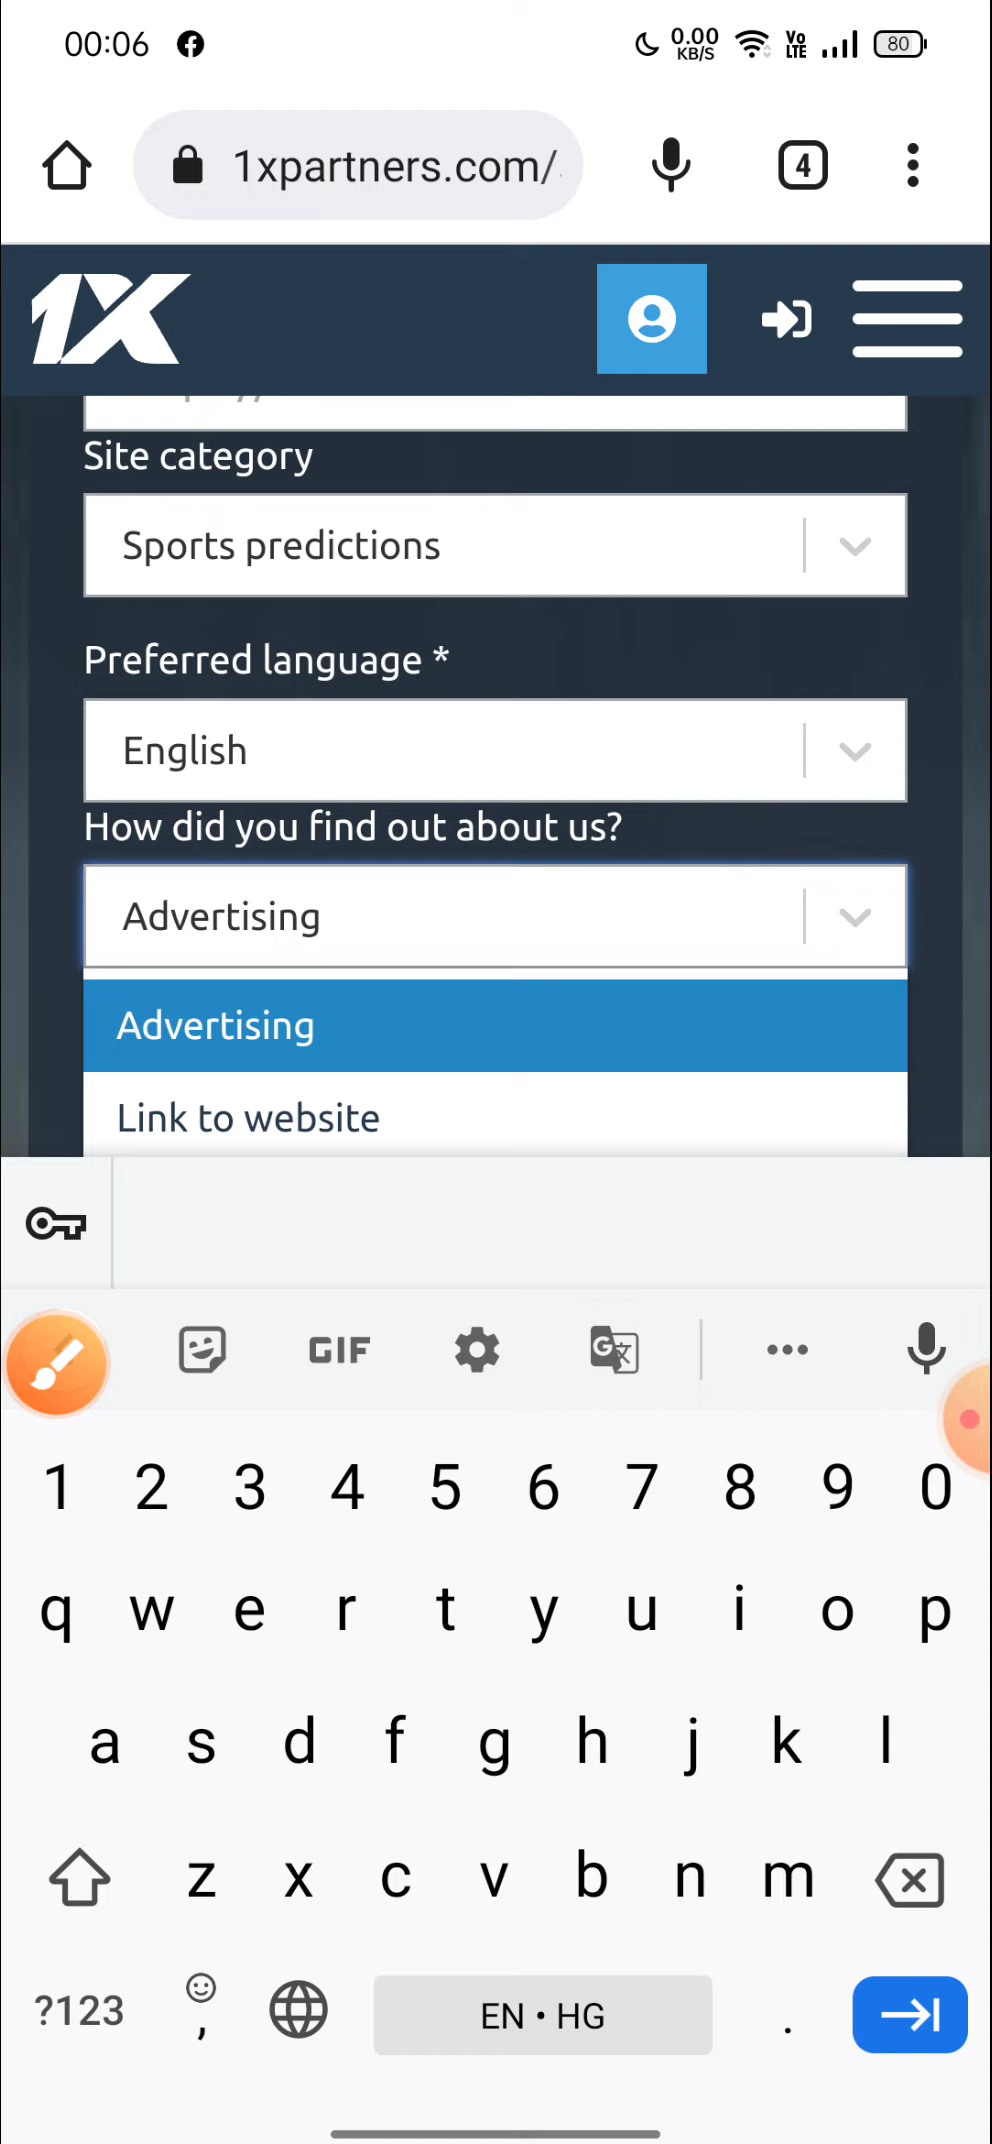 00:06
0.00
KB/S
Vo
LTE
80
1xpartners.com/
4
1X
Site category
Sports predictions
Preferred language *
English
How did you find out about us?
Advertising
Advertising
Link to website
GIF
G
1 2 3 4 5 6 7 8 9 0
q w e r t y u i o p
a s d f g h j k l
z x c v b n m
?123 , EN • HG .